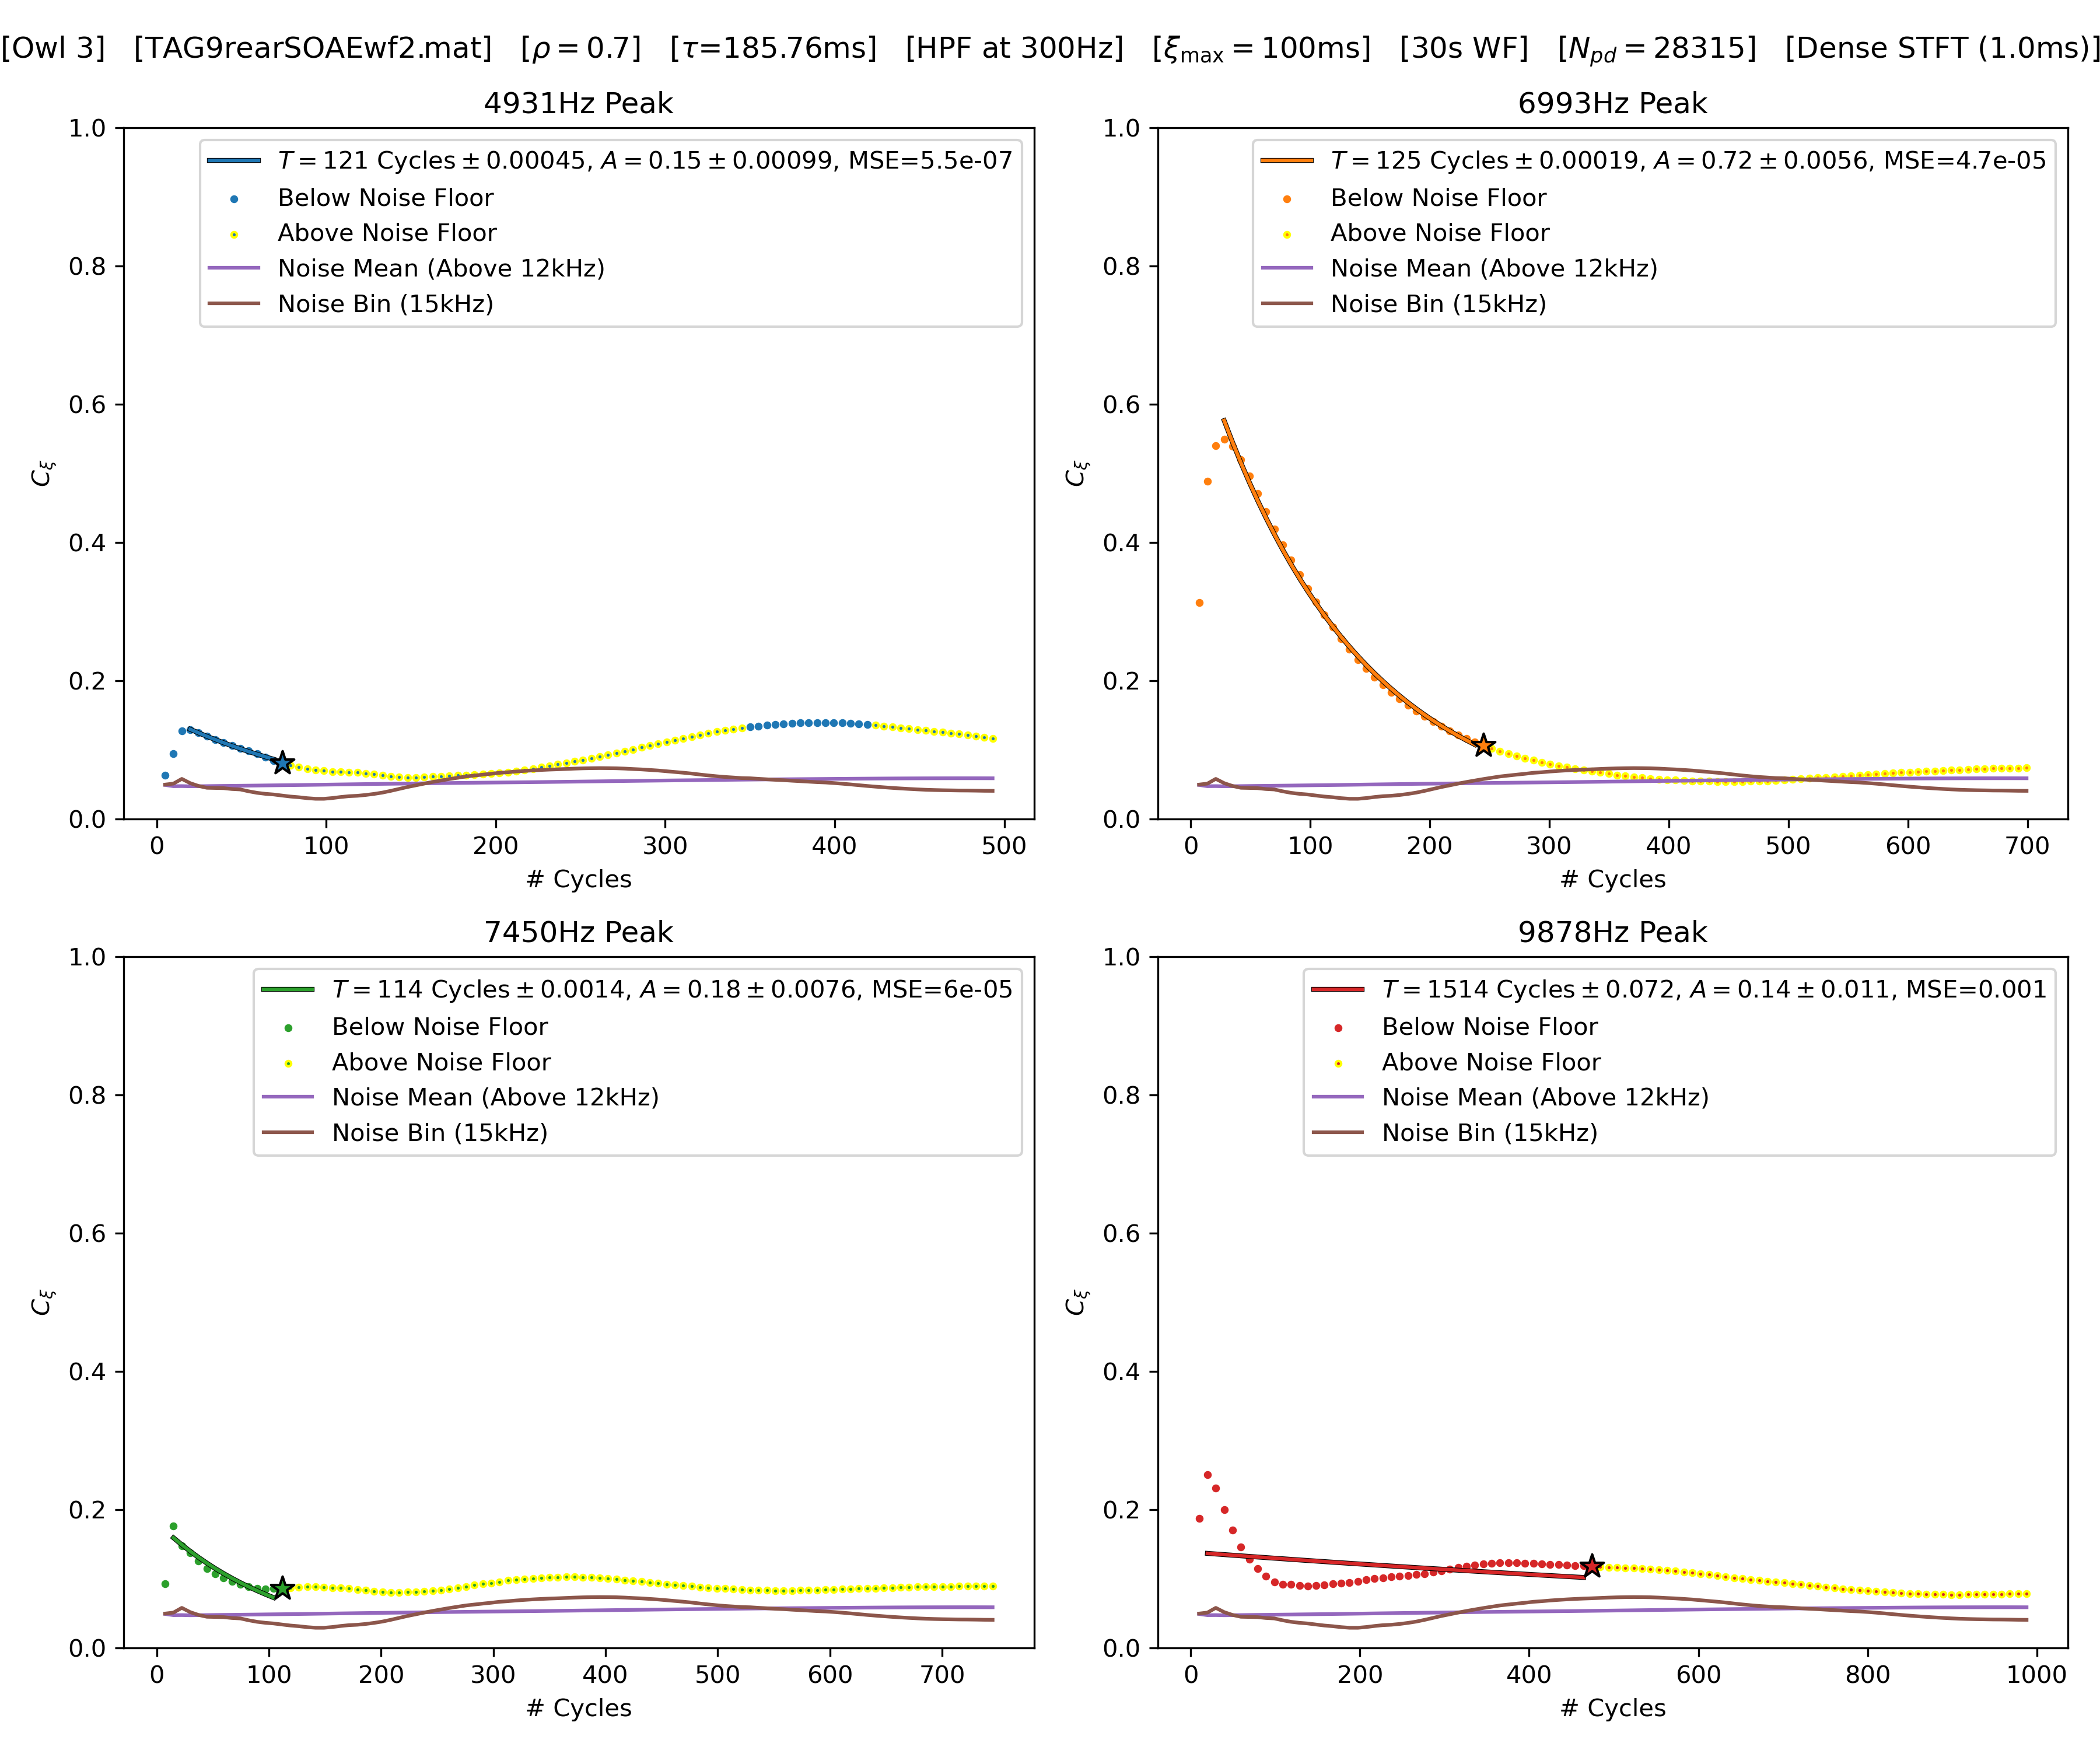 [Owl 3] [TAG9rearSOAEwf2.mat] [ρ = 0.7] [τ=185.76ms] [HPF at 300Hz] [ξmax = 100ms] [30s WF] [Npd = 28315] [Dense STFT (1.0ms)]
4931Hz Peak
T = 121 Cycles ± 0.00045, A = 0.15 ± 0.00099, MSE=5.5e-07
Below Noise Floor
Above Noise Floor
Noise Mean (Above 12kHz)
Noise Bin (15kHz)
1.0
0.8
0.6
0.4
0.2
0.0
Cξ
0 100 200 300 400 500
# Cycles
6993Hz Peak
T = 125 Cycles ± 0.00019, A = 0.72 ± 0.0056, MSE=4.7e-05
Below Noise Floor
Above Noise Floor
Noise Mean (Above 12kHz)
Noise Bin (15kHz)
1.0
0.8
0.6
0.4
0.2
0.0
Cξ
0 100 200 300 400 500 600 700
# Cycles
7450Hz Peak
T = 114 Cycles ± 0.0014, A = 0.18 ± 0.0076, MSE=6e-05
Below Noise Floor
Above Noise Floor
Noise Mean (Above 12kHz)
Noise Bin (15kHz)
1.0
0.8
0.6
0.4
0.2
0.0
Cξ
0 100 200 300 400 500 600 700
# Cycles
9878Hz Peak
T = 1514 Cycles ± 0.072, A = 0.14 ± 0.011, MSE=0.001
Below Noise Floor
Above Noise Floor
Noise Mean (Above 12kHz)
Noise Bin (15kHz)
1.0
0.8
0.6
0.4
0.2
0.0
Cξ
0 200 400 600 800 1000
# Cycles